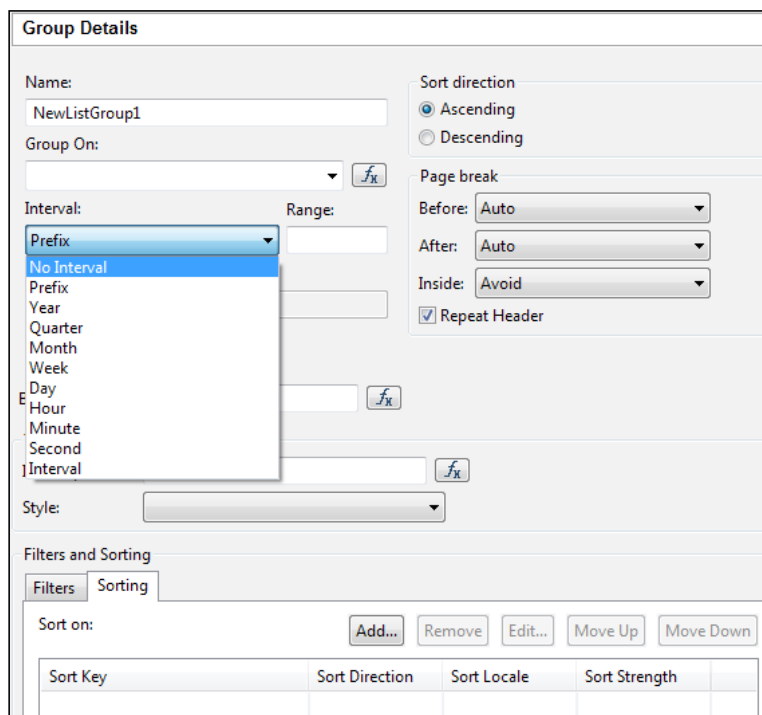 Group Details
Name:
NewListGroup1
Group On:
fx
Interval:
Range:
Prefix
No Interval
Prefix
Year
Quarter
Month
Week
Day
Hour
Minute
Second
Interval
fx
fx
Style:
Sort direction
Ascending
Descending
Page break
Before: Auto
After: Auto
Inside: Avoid
Repeat Header
Filters and Sorting
Filters
Sorting
Sort on:
Add... Remove Edit... Move Up Move Down
Sort Key Sort Direction Sort Locale Sort Strength